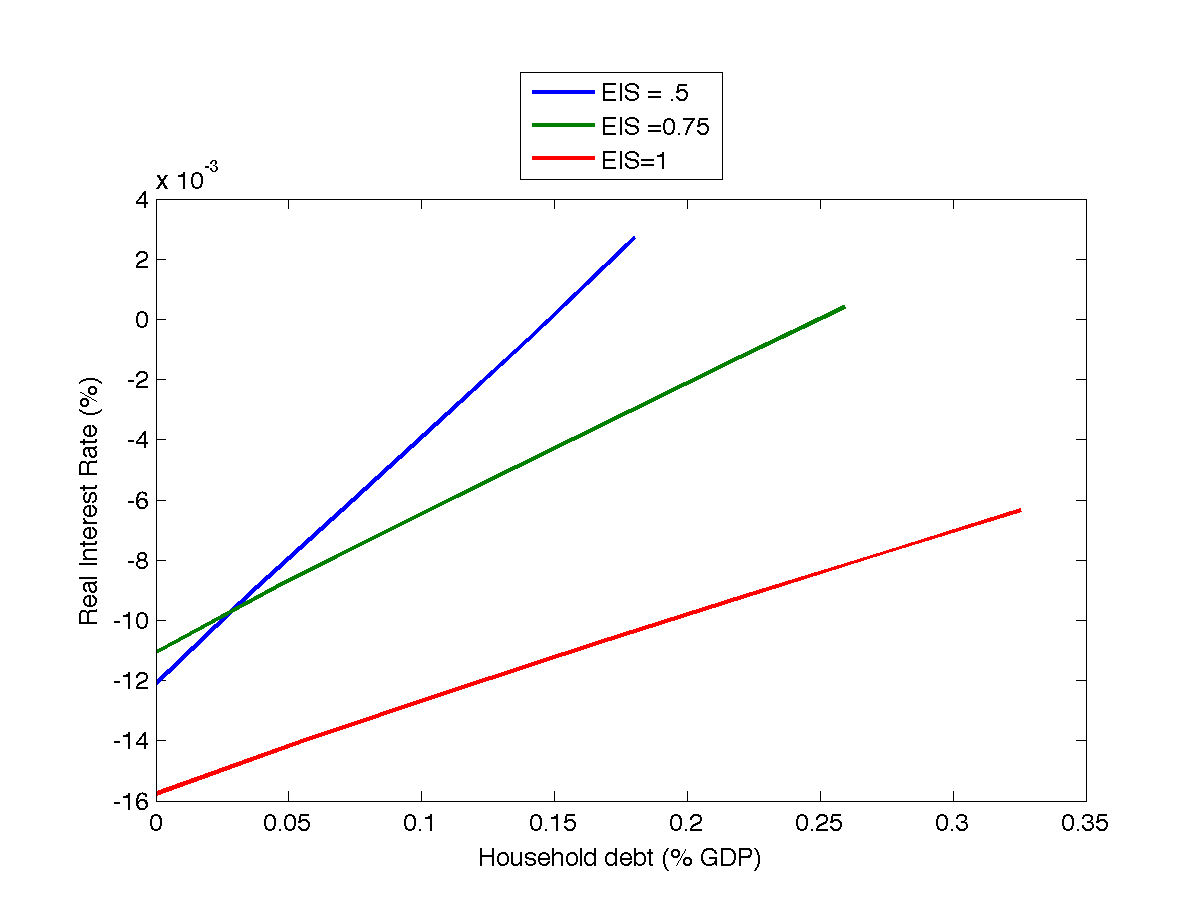 EIS = .5
EIS =0.75
EIS=1
x 10-3
4
2
0
-2
-4
-6
-8
-10
-12
-14
-16
Real Interest Rate (%)
0 0.05 0.1 0.15 0.2 0.25 0.3 0.35
Household debt (% GDP)